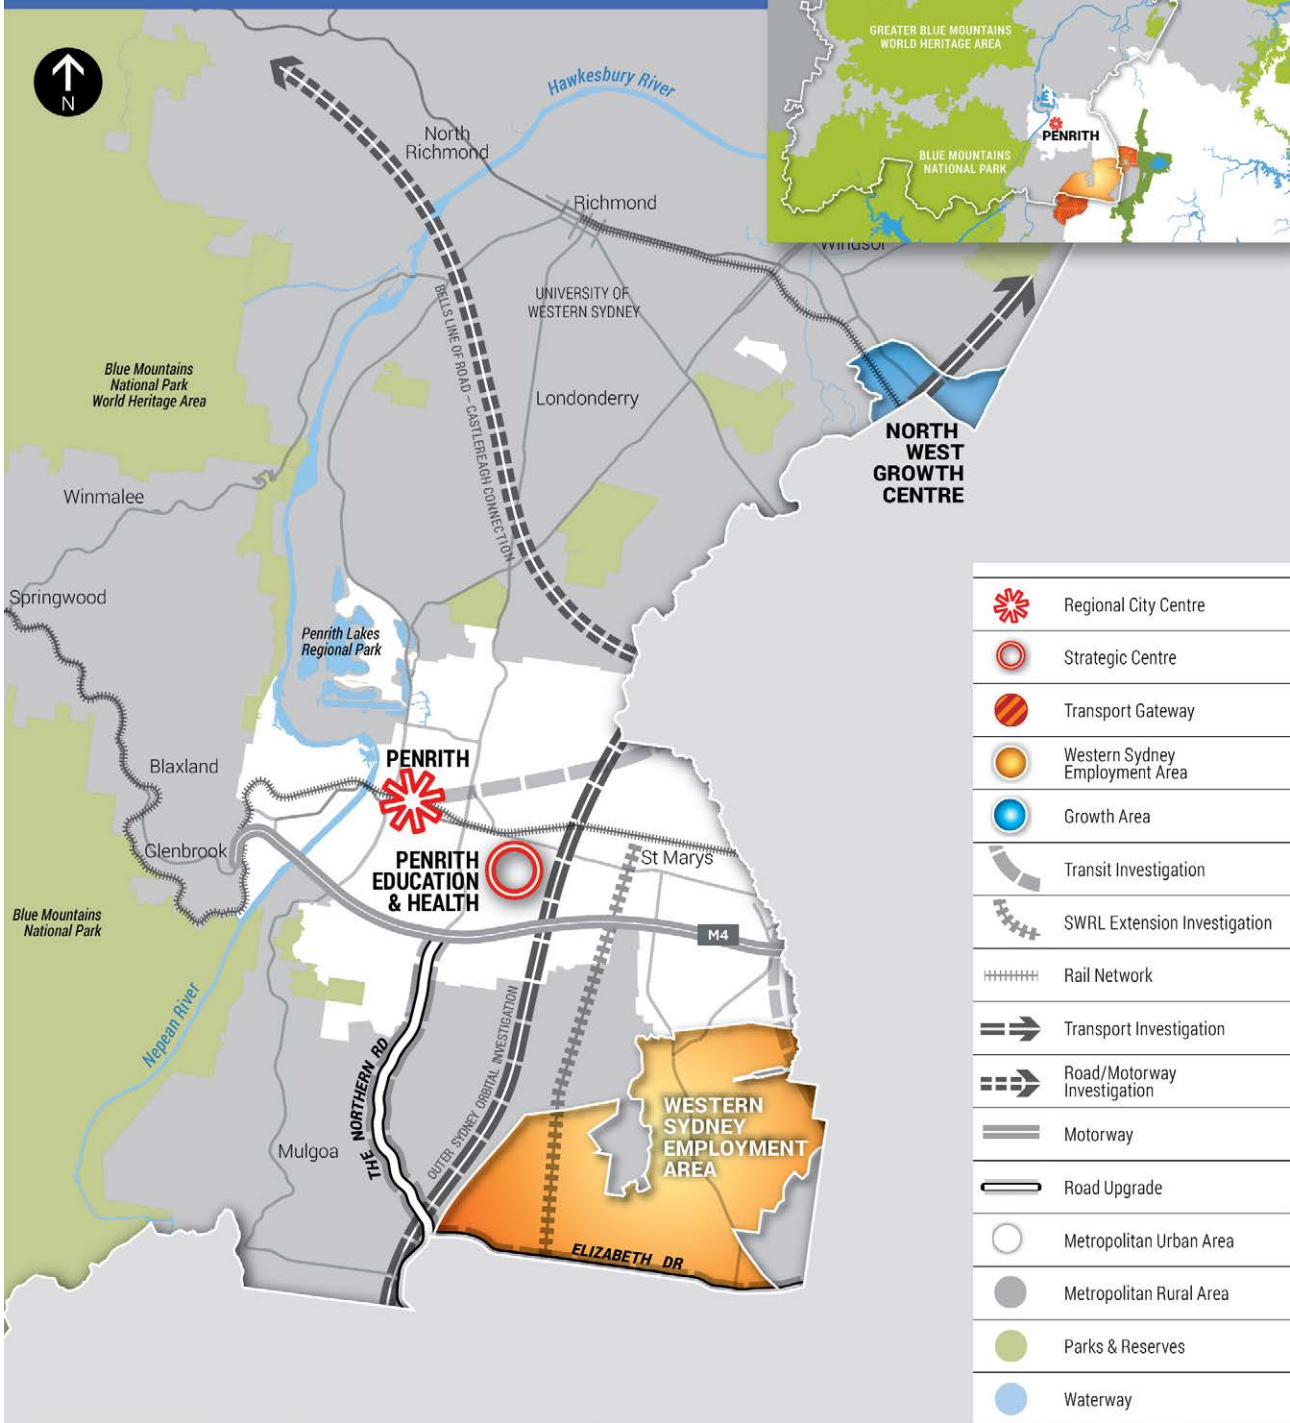 GREATER BLUE MOUNTAINS
WORLD HERITAGE AREA
PENRITH
BLUE MOUNTAINS
NATIONAL PARK
N
Hawkesbury River
North
Richmond
Richmond
Windsor
UNIVERSITY OF
WESTERN SYDNEY
BELLS LINE OF ROAD – CASTLEREAGH CONNECTION
Blue Mountains
National Park
World Heritage Area
Londonderry
NORTH
WEST
GROWTH
CENTRE
Winmalee
Springwood
Penrith Lakes
Regional Park
PENRITH
Blaxland
Glenbrook
PENRITH
EDUCATION
& HEALTH
St Marys
M4
Blue Mountains
National Park
Nepean River
THE NORTHERN RD
OUTER SYDNEY ORBITAL INVESTIGATION
WESTERN
SYDNEY
EMPLOYMENT
AREA
Mulgoa
ELIZABETH DR
Regional City Centre
Strategic Centre
Transport Gateway
Western Sydney
Employment Area
Growth Area
Transit Investigation
SWRL Extension Investigation
Rail Network
Transport Investigation
Road/Motorway
Investigation
Motorway
Road Upgrade
Metropolitan Urban Area
Metropolitan Rural Area
Parks & Reserves
Waterway